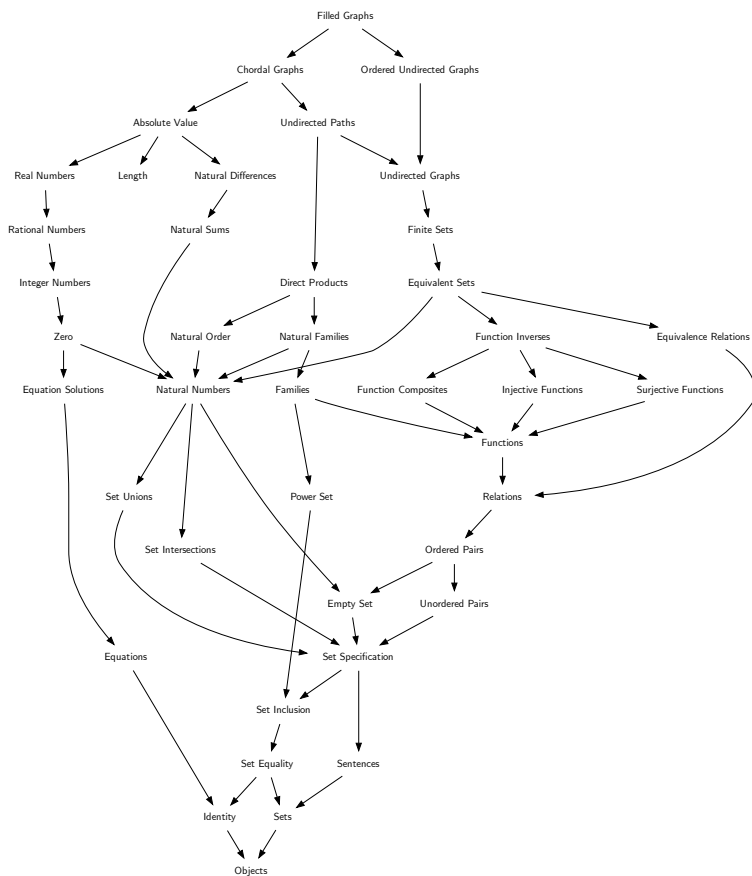 Filled Graphs
Chordal Graphs
Ordered Undirected Graphs
Absolute Value
Undirected Paths
Real Numbers
Length
Natural Differences
Undirected Graphs
Rational Numbers
Natural Sums
Finite Sets
Integer Numbers
Direct Products
Equivalent Sets
Zero
Natural Order
Natural Families
Function Inverses
Equivalence Relations
Equation Solutions
Natural Numbers
Families
Function Composites
Injective Functions
Surjective Functions
Functions
Set Unions
Power Set
Relations
Set Intersections
Ordered Pairs
Empty Set
Unordered Pairs
Equations
Set Specification
Set Inclusion
Set Equality
Sentences
Identity
Sets
Objects